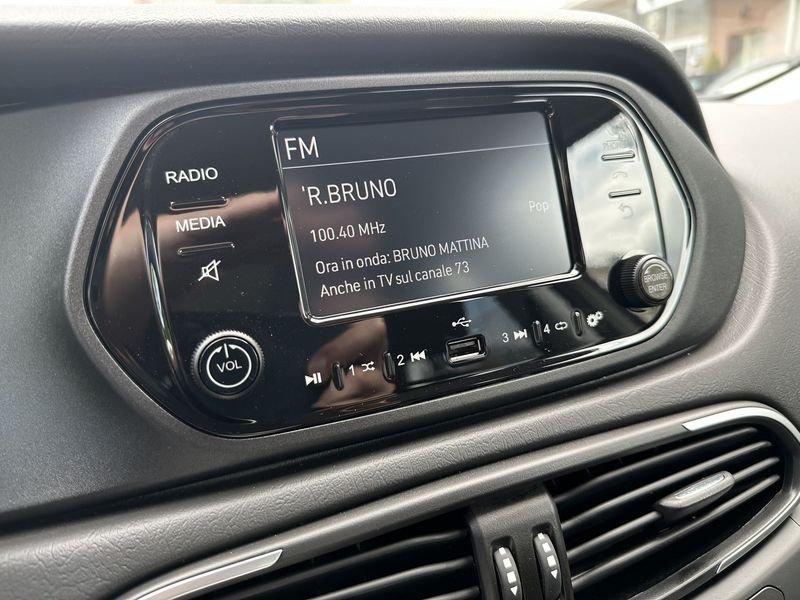 FM
'R.BRUNO
Pop
100.40 MHz
Ora in onda: BRUNO MATTINA
Anche in TV sul canale 73
RADIO
MEDIA
PHONE
VOL
1
2
3
4
BROWSE
ENTER